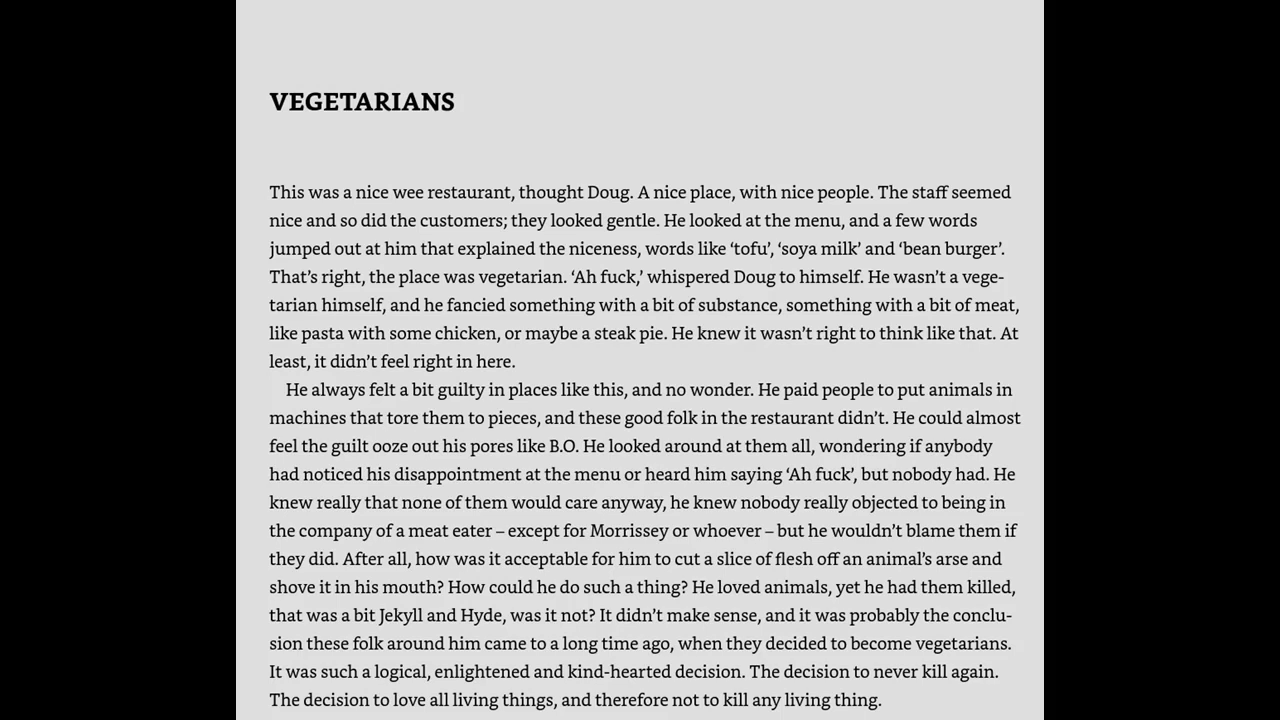 VEGETARIANS
This was a nice wee restaurant, thought Doug. A nice place, with nice people. The staff seemed
nice and so did the customers; they looked gentle. He looked at the menu, and a few words
jumped out at him that explained the niceness, words like ‘tofu’, ‘soya milk’ and ‘bean burger’.
That’s right, the place was vegetarian. ‘Ah fuck,’ whispered Doug to himself. He wasn’t a vege-
tarian himself, and he fancied something with a bit of substance, something with a bit of meat,
like pasta with some chicken, or maybe a steak pie. He knew it wasn’t right to think like that. At
least, it didn’t feel right in here.
He always felt a bit guilty in places like this, and no wonder. He paid people to put animals in
machines that tore them to pieces, and these good folk in the restaurant didn’t. He could almost
feel the guilt ooze out his pores like B.O. He looked around at them all, wondering if anybody
had noticed his disappointment at the menu or heard him saying ‘Ah fuck’, but nobody had. He
knew really that none of them would care anyway, he knew nobody really objected to being in
the company of a meat eater – except for Morrissey or whoever – but he wouldn’t blame them if
they did. After all, how was it acceptable for him to cut a slice of flesh off an animal’s arse and
shove it in his mouth? How could he do such a thing? He loved animals, yet he had them killed,
that was a bit Jekyll and Hyde, was it not? It didn’t make sense, and it was probably the conclu-
sion these folk around him came to a long time ago, when they decided to become vegetarians.
It was such a logical, enlightened and kind-hearted decision. The decision to never kill again.
The decision to love all living things, and therefore not to kill any living thing.